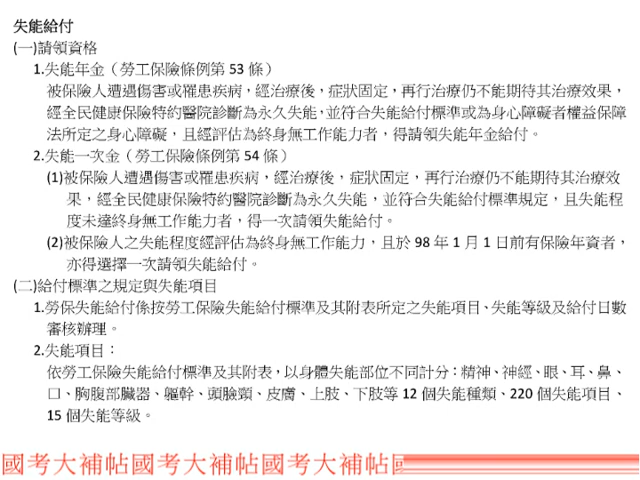 失能給付
(一)請領資格
1.失能年金（勞工保險條例第 53 條）
被保險人遭遇傷害或罹患疾病，經治療後，症狀固定，再行治療仍不能期待其治療效果，
經全民健康保險特約醫院診斷為永久失能，並符合失能給付標準或為身心障礙者權益保障
法所定之身心障礙，且經評估為終身無工作能力者，得請領失能年金給付。
2.失能一次金（勞工保險條例第 54 條）
(1)被保險人遭遇傷害或罹患疾病，經治療後，症狀固定，再行治療仍不能期待其治療效
果，經全民健康保險特約醫院診斷為永久失能，並符合失能給付標準規定，且失能程
度未達終身無工作能力者，得一次請領失能給付。
(2)被保險人之失能程度經評估為終身無工作能力，且於 98 年 1 月 1 日前有保險年資者，
亦得選擇一次請領失能給付。
(二)給付標準之規定與失能項目
1.勞保失能給付係按勞工保險失能給付標準及其附表所定之失能項目、失能等級及給付日數
審核辦理。
2.失能項目：
依勞工保險失能給付標準及其附表，以身體失能部位不同計分：精神、神經、眼、耳、鼻、
口、胸腹部臟器、軀幹、頭臉頸、皮膚、上肢、下肢等 12 個失能種類、220 個失能項目、
15 個失能等級。
國考大補帖國考大補帖國考大補帖